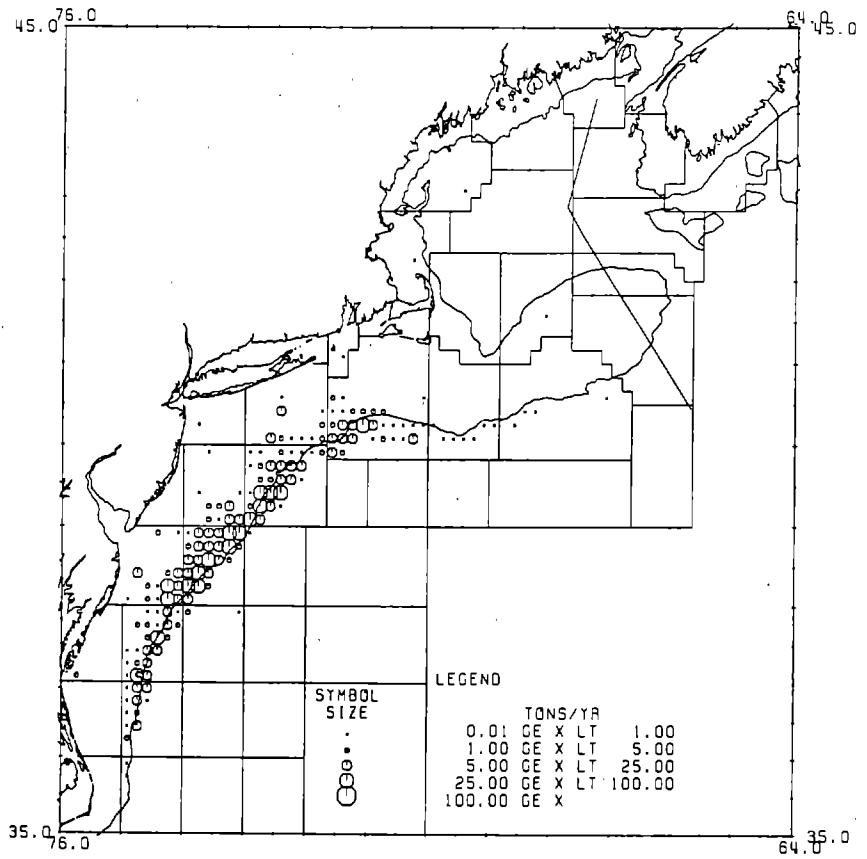 76.0 64.0
45.0 45.0
LEGEND
SYMBOL
SIZE
TONS/YR
0.01 GE X LT 1.00
1.00 GE X LT 5.00
5.00 GE X LT 25.00
25.00 GE X LT 100.00
100.00 GE X
35.0 35.0
76.0 64.0